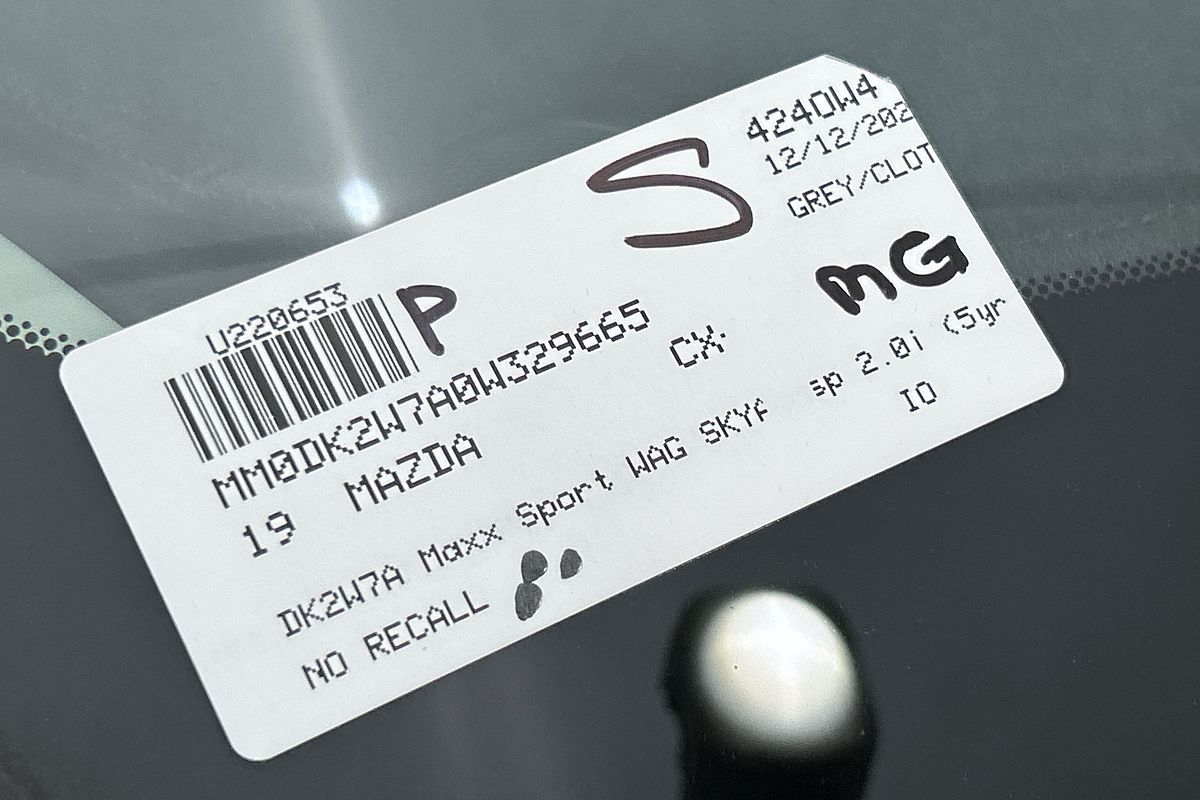 S
4240W4
12/12/202
GREY/CLOT
MG
U220653
P
MM0DK2W7A0W329665
CX-
19 MAZDA
DK2W7A Maxx Sport WAG SKYA sp 2.0i (5yr
IO
NO RECALL